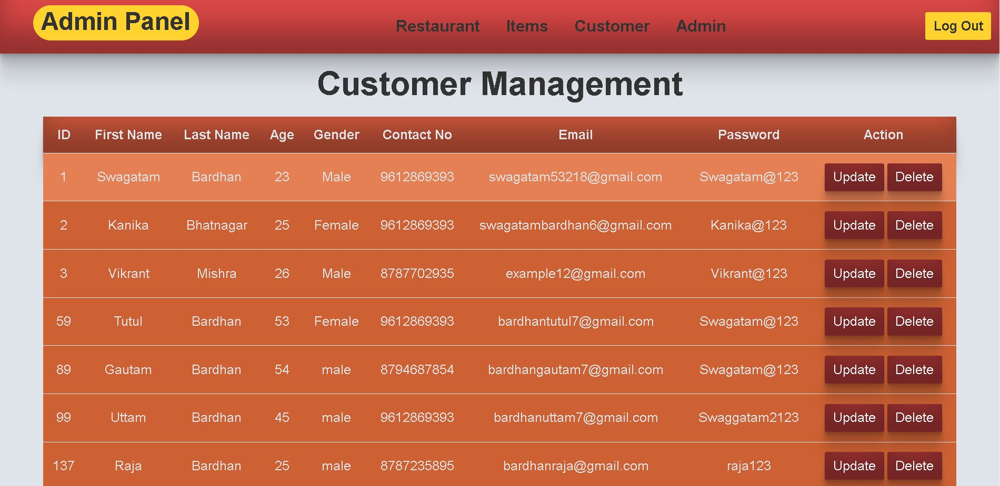 Admin Panel Restaurant Items Customer Admin Log Out
Customer Management
ID First Name Last Name Age Gender Contact No Email Password Action
1 Swagatam Bardhan 23 Male 9612869393 swagatam53218@gmail.com Swagatam@123 Update Delete
2 Kanika Bhatnagar 25 Female 9612869393 swagatambardhan6@gmail.com Kanika@123 Update Delete
3 Vikrant Mishra 26 Male 8787702935 example12@gmail.com Vikrant@123 Update Delete
59 Tutul Bardhan 53 Female 9612869393 bardhantutul7@gmail.com Swagatam@123 Update Delete
89 Gautam Bardhan 54 male 8794687854 bardhangautam7@gmail.com Swagatam@123 Update Delete
99 Uttam Bardhan 45 male 9612869393 bardhanuttam7@gmail.com Swaggatam2123 Update Delete
137 Raja Bardhan 25 male 8787235895 bardhanraja@gmail.com raja123 Update Delete